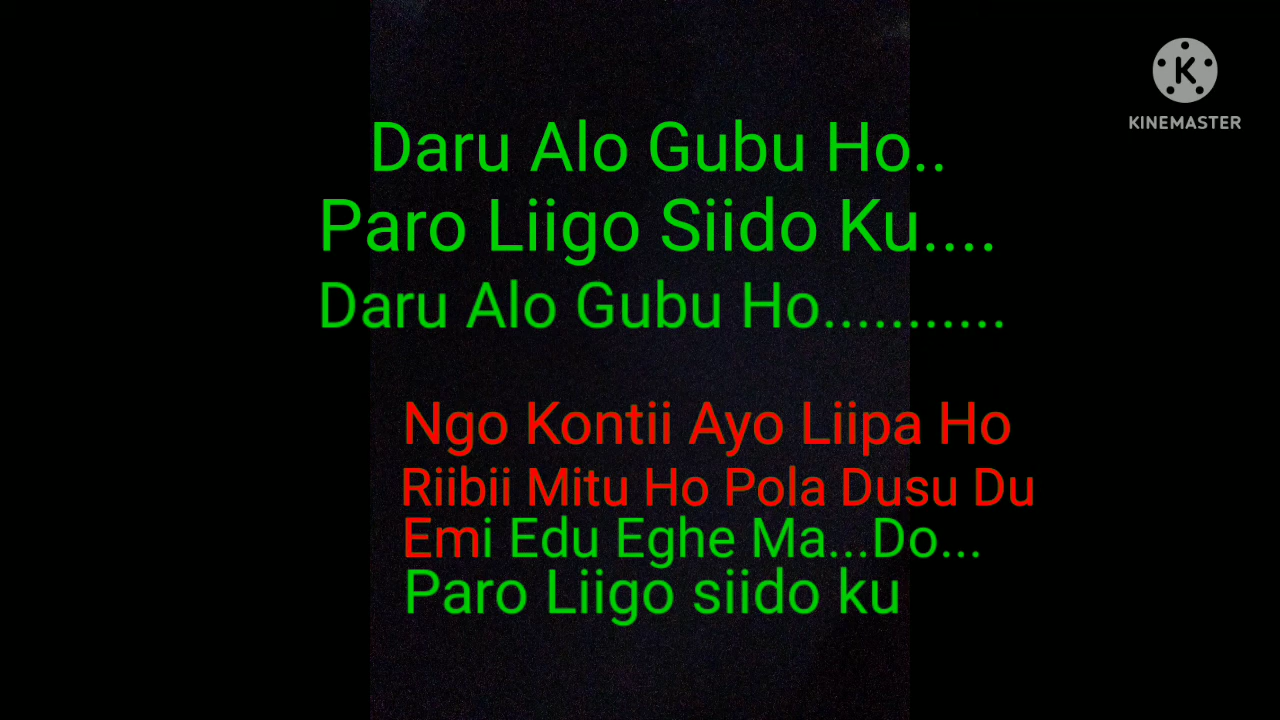 Daru Alo Gubu Ho..
Paro Liigo Siido Ku....
Daru Alo Gubu Ho...........
Ngo Kontii Ayo Liipa Ho
Riibii Mitu Ho Pola Dusu Du
Emi Edu Eghe Ma...Do...
Paro Liigo siido ku
K
KINEMASTER